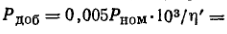 Pдоб = 0,005Pном·10³/η′ =